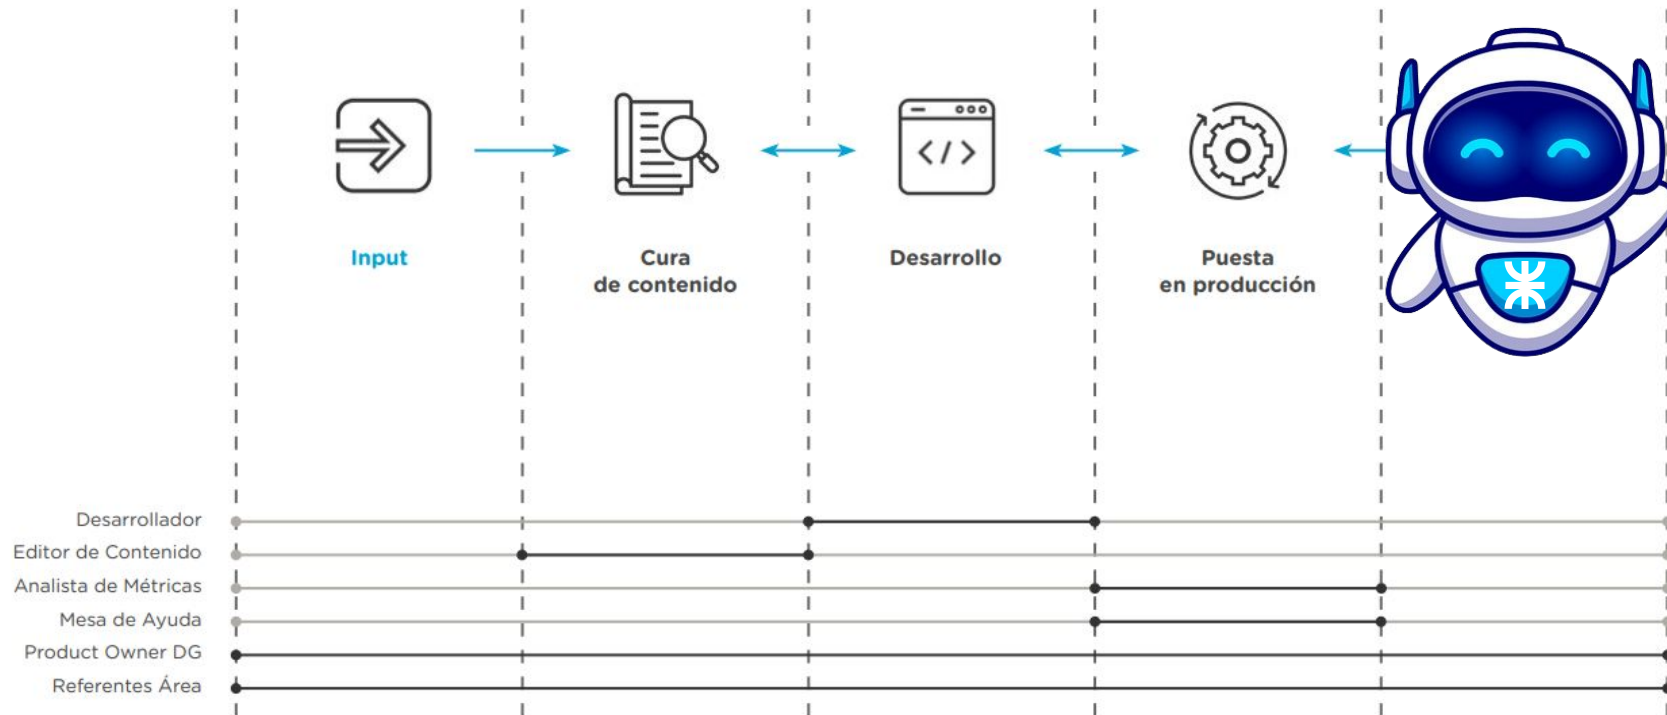 Input
Cura
de contenido
Desarrollo
Puesta
en producción
Desarrollador
Editor de Contenido
Analista de Métricas
Mesa de Ayuda
Product Owner DG
Referentes Área